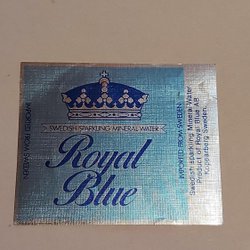 SWEDISH SPARKLING MINERAL WATER
Royal
Blue
IMPORTED FROM SWEDEN
Swedish sparkling Mineral Water
Product of Royal Blue AB
Kopparberg Sweden